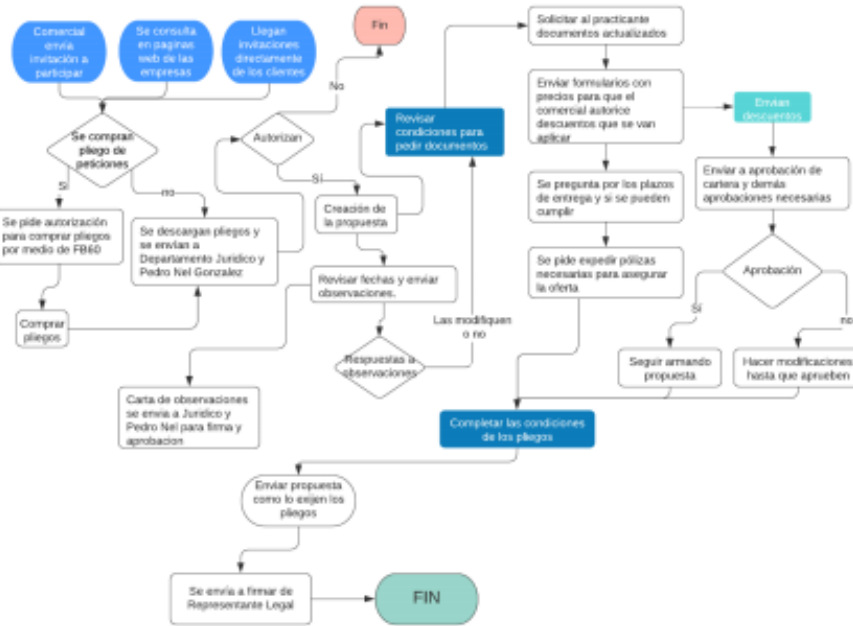 Comercial
envía
invitación a
participar
Se consulta
en paginas
web de las
empresas
Llegan
invitaciones
directamente
de los clientes
Fin
No
Se compran
pliego de
peticiones
Si
no
Autorizan
Sí
Revisar
condiciones para
pedir documentos
Se pide autorización
para comprar pliegos
por medio de FB60
Comprar
pliegos
Se descargan pliegos y
se envían a
Departamento Juridico y
Pedro Nel Gonzalez
Creación de
la propuesta
Revisar fechas y enviar
observaciones.
Respuestas a
observaciones
Las modifiquen
o no
Carta de observaciones
se envia a Juridico y
Pedro Nel para firma y
aprobacion
Solicitar al practicante
documentos actualizados
Enviar formularios con
precios para que el
comercial autorice
descuentos que se van
aplicar
Envian
descuentos
Se pregunta por los plazos
de entrega y si se pueden
cumplir
Enviar a aprobación de
cartera y demás
aprobaciones necesarias
Se pide expedir pólizas
necesarias para asegurar
la oferta
Aprobación
Sí
no
Seguir armando
propuesta
Hacer modificaciones
hasta que aprueben
Completar las condiciones
de los pliegos
Enviar propuesta
como lo exijen los
pliegos
Se envía a firmar de
Representante Legal
FIN